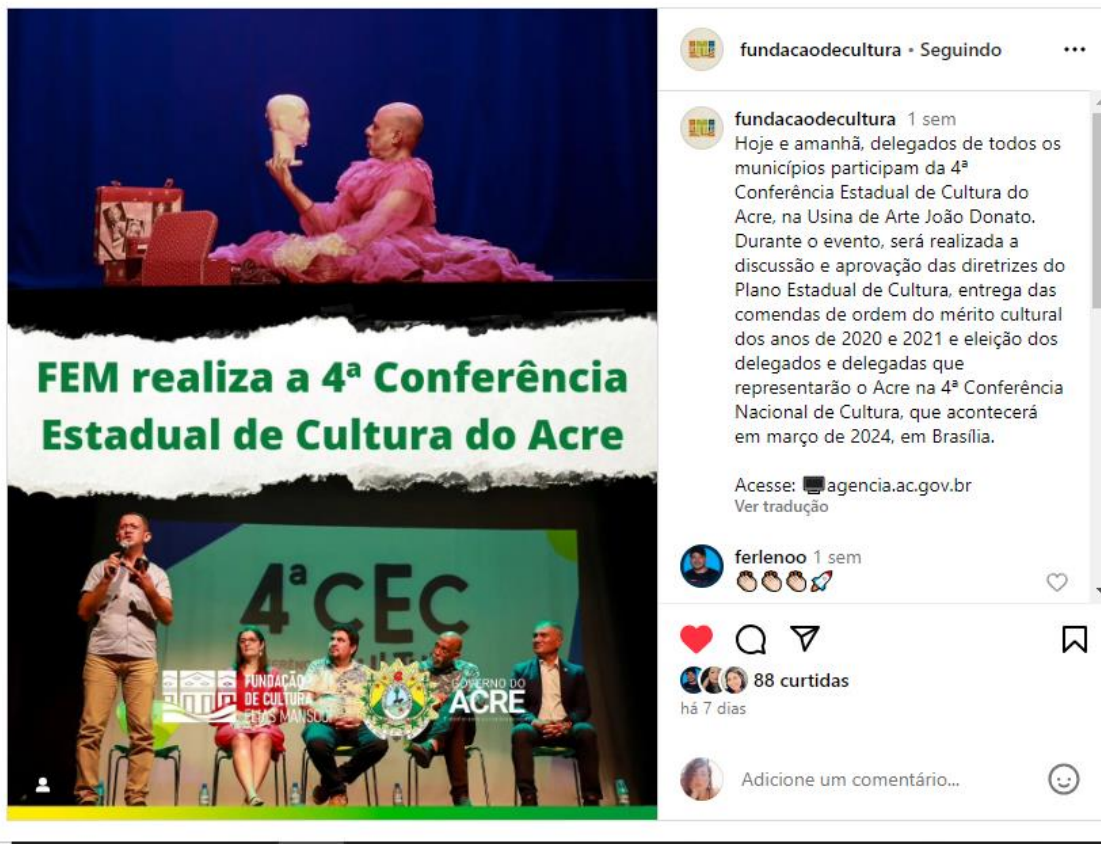 FEM realiza a 4ª Conferência
Estadual de Cultura do Acre
4ª CEC
FUNDAÇÃO
DE CULTURA
ELIAS MANSOUR
GOVERNO DO
ACRE
fundacaodecultura • Seguindo
fundacaodecultura 1 sem
Hoje e amanhã, delegados de todos os
municípios participam da 4ª
Conferência Estadual de Cultura do
Acre, na Usina de Arte João Donato.
Durante o evento, será realizada a
discussão e aprovação das diretrizes do
Plano Estadual de Cultura, entrega das
comendas de ordem do mérito cultural
dos anos de 2020 e 2021 e eleição dos
delegados e delegadas que
representarão o Acre na 4ª Conferência
Nacional de Cultura, que acontecerá
em março de 2024, em Brasília.
Acesse: 🖥️agencia.ac.gov.br
Ver tradução
ferlenoo 1 sem
👏🏻👏🏻👏🏻🚀
88 curtidas
há 7 dias
Adicione um comentário...